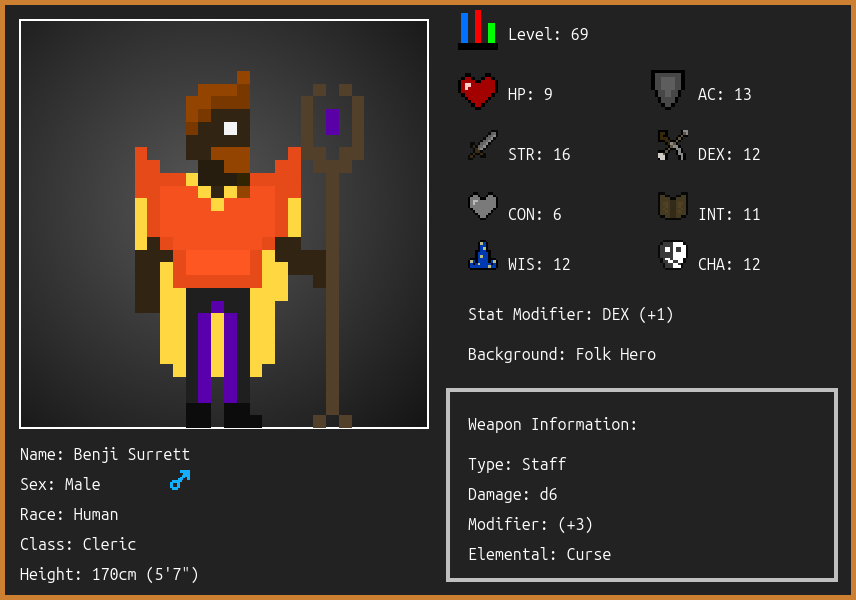 Level: 69
HP: 9
AC: 13
STR: 16
DEX: 12
CON: 6
INT: 11
WIS: 12
CHA: 12
Stat Modifier: DEX (+1)
Background: Folk Hero
Weapon Information:
Type: Staff
Damage: d6
Modifier: (+3)
Elemental: Curse
Name: Benji Surrett
Sex: Male
Race: Human
Class: Cleric
Height: 170cm (5'7")